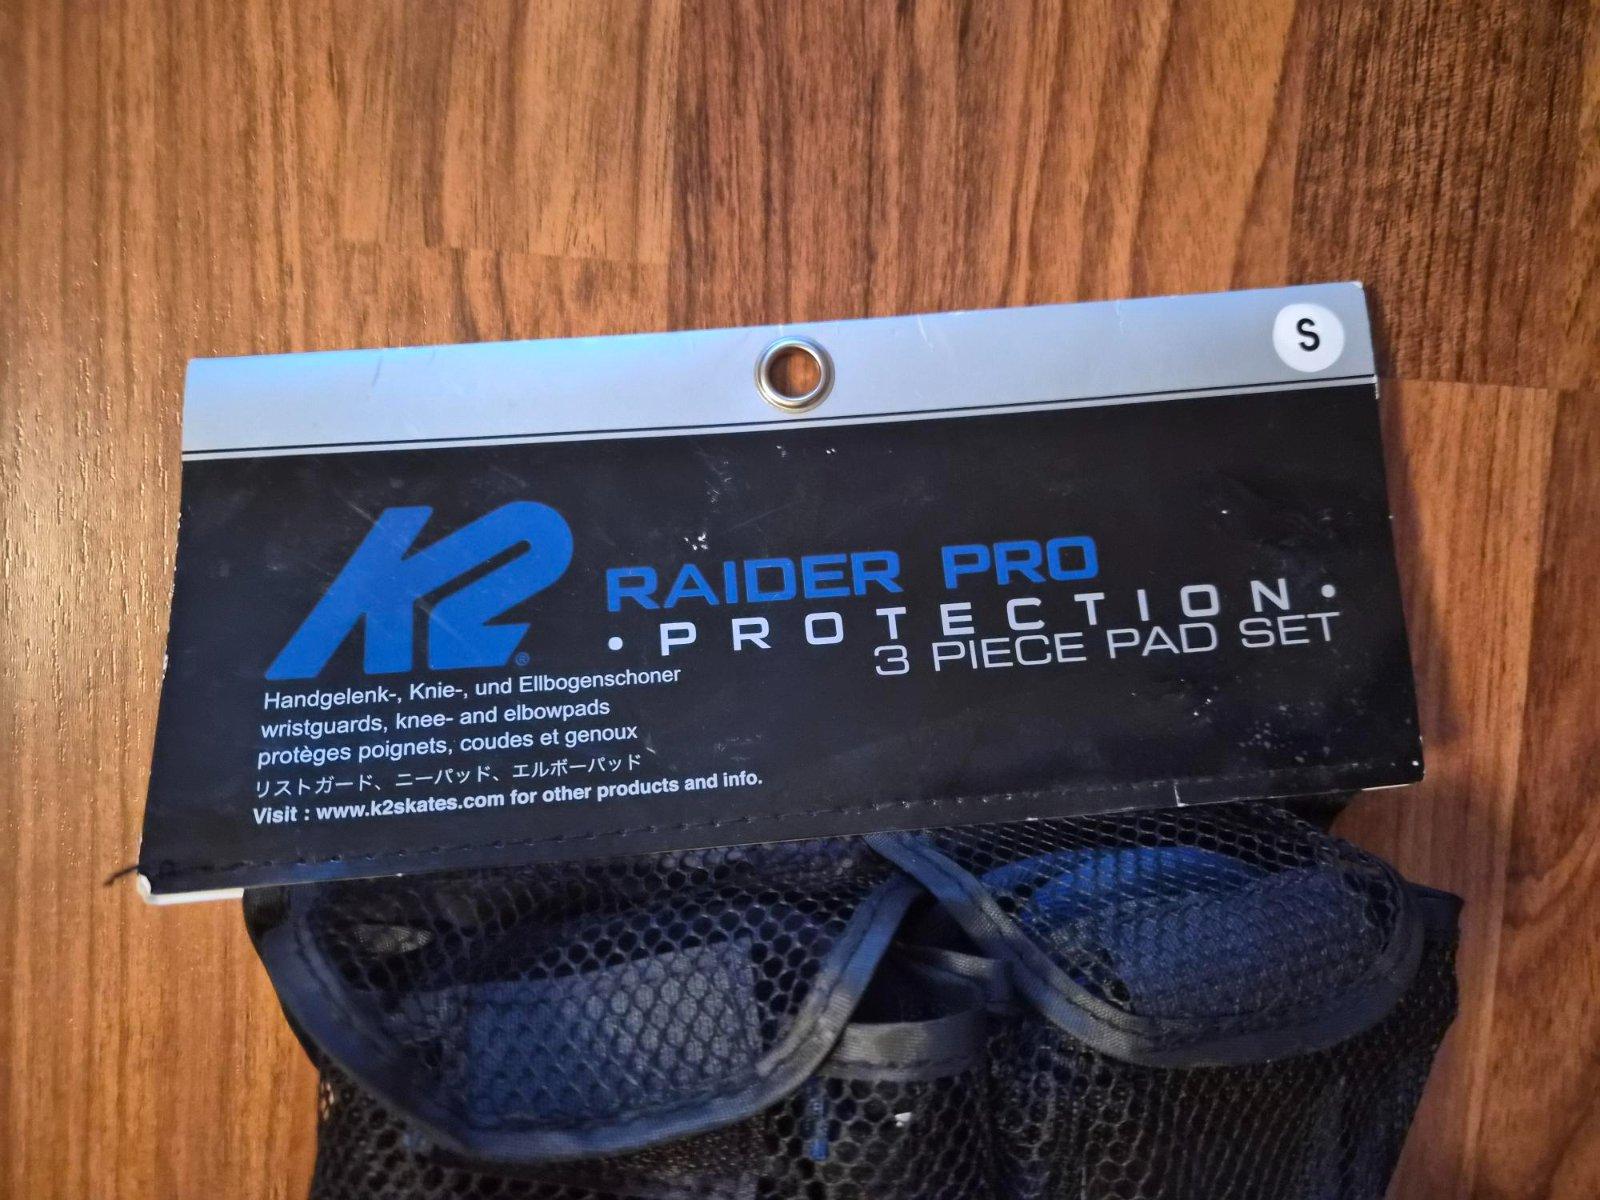 S
K2®
RAIDER PRO
• PROTECTION •
3 PIECE PAD SET
Handgelenk-, Knie-, und Ellbogenschoner
wristguards, knee- and elbowpads
protèges poignets, coudes et genoux
リストガード、ニーパッド、エルボーパッド
Visit : www.k2skates.com for other products and info.